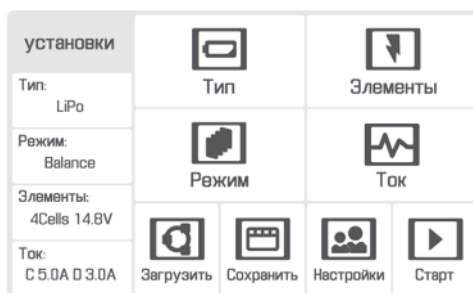 установки
Тип:
LiPo
Режим:
Balance
Элементы:
4Cells 14.8V
Ток:
C 5.0A D 3.0A
Тип
Элементы
Режим
Ток
Загрузить
Сохранить
Настройки
Старт